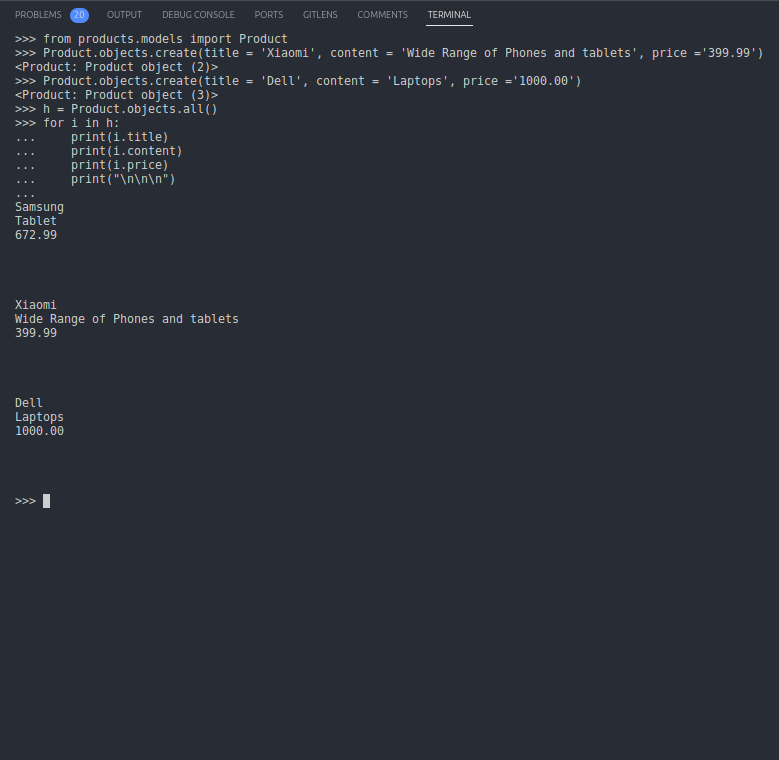 PROBLEMS 20 OUTPUT DEBUG CONSOLE PORTS GITLENS COMMENTS TERMINAL
>>> from products.models import Product
>>> Product.objects.create(title = 'Xiaomi', content = 'Wide Range of Phones and tablets', price ='399.99')
<Product: Product object (2)>
>>> Product.objects.create(title = 'Dell', content = 'Laptops', price ='1000.00')
<Product: Product object (3)>
>>> h = Product.objects.all()
>>> for i in h:
...     print(i.title)
...     print(i.content)
...     print(i.price)
...     print("\n\n\n")
...
Samsung
Tablet
672.99
Xiaomi
Wide Range of Phones and tablets
399.99
Dell
Laptops
1000.00
>>>